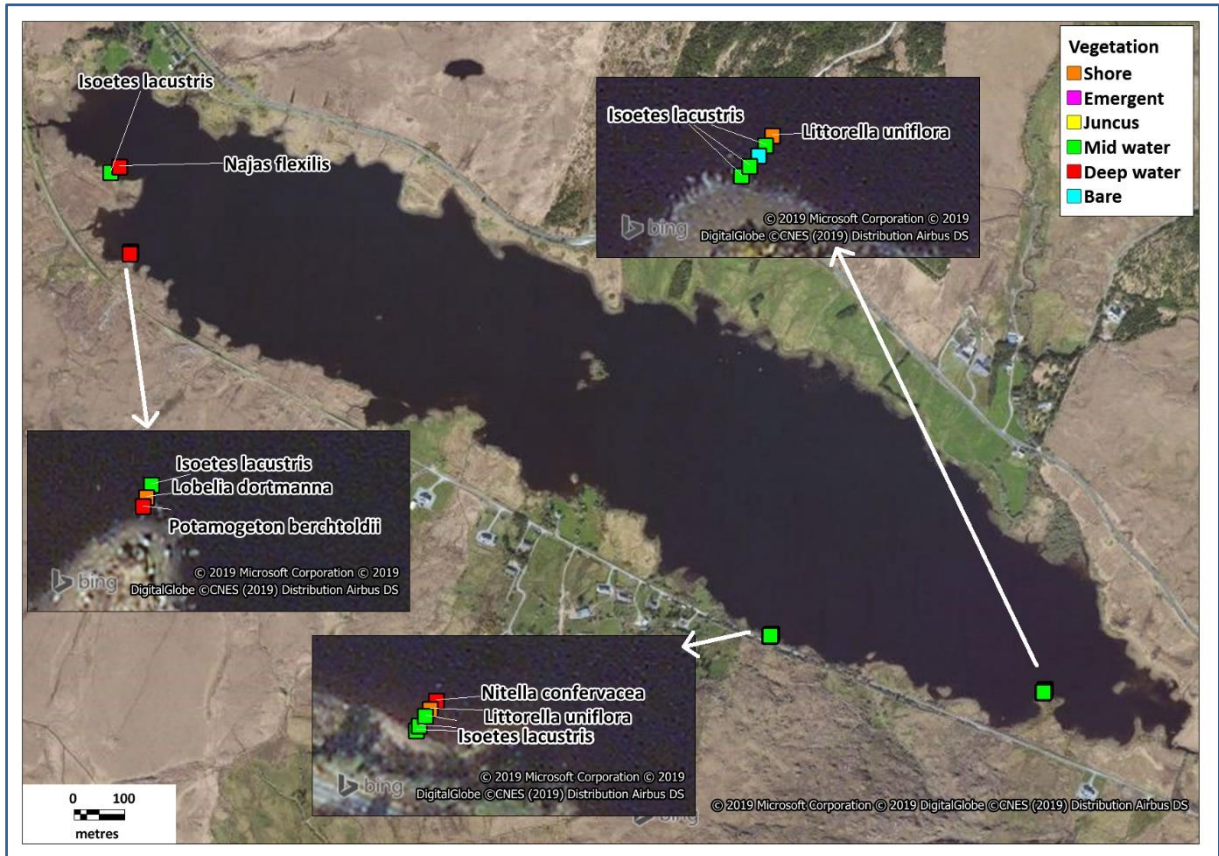 Vegetation
Shore
Emergent
Juncus
Mid water
Deep water
Bare
Isoetes lacustris
Najas flexilis
Isoetes lacustris
Littorella uniflora
bing
© 2019 Microsoft Corporation © 2019
DigitalGlobe ©CNES (2019) Distribution Airbus DS
Isoetes lacustris
Lobelia dortmanna
Potamogeton berchtoldii
bing
© 2019 Microsoft Corporation © 2019
DigitalGlobe ©CNES (2019) Distribution Airbus DS
Nitella confervacea
Littorella uniflora
Isoetes lacustris
bing
© 2019 Microsoft Corporation © 2019
DigitalGlobe ©CNES (2019) Distribution Airbus DS
0 100
metres
bing
© 2019 Microsoft Corporation © 2019 DigitalGlobe ©CNES (2019) Distribution Airbus DS